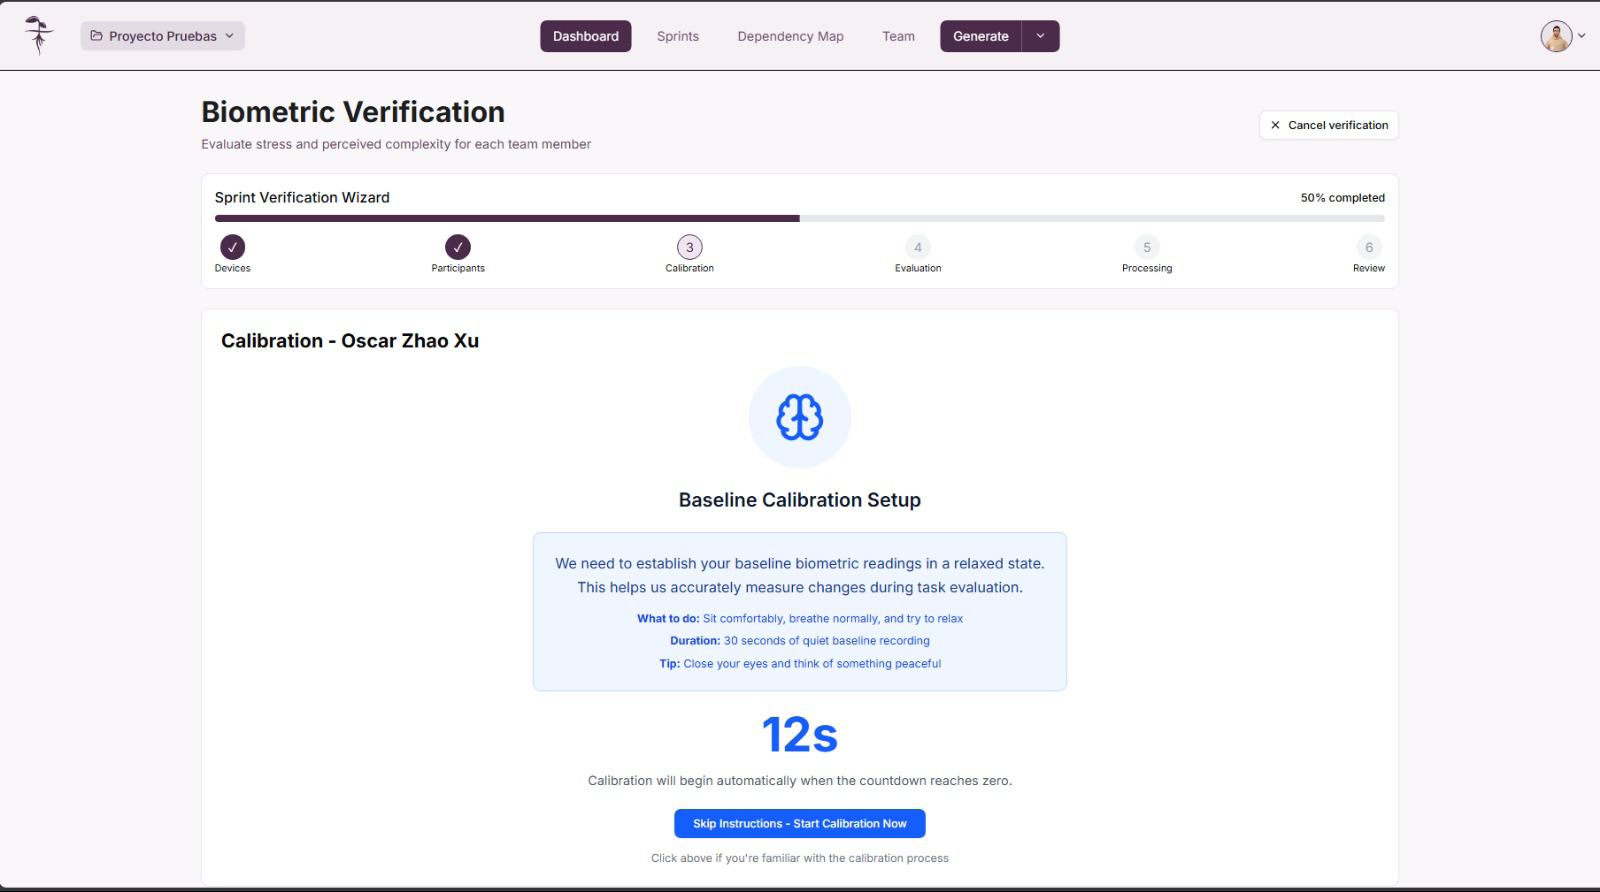 Proyecto Pruebas
Dashboard
Sprints
Dependency Map
Team
Generate
Biometric Verification
Evaluate stress and perceived complexity for each team member
Cancel verification
Sprint Verification Wizard
50% completed
3
4
5
6
Devices
Participants
Calibration
Evaluation
Processing
Review
Calibration - Oscar Zhao Xu
Baseline Calibration Setup
We need to establish your baseline biometric readings in a relaxed state.
This helps us accurately measure changes during task evaluation.
What to do: Sit comfortably, breathe normally, and try to relax
Duration: 30 seconds of quiet baseline recording
Tip: Close your eyes and think of something peaceful
12s
Calibration will begin automatically when the countdown reaches zero.
Skip Instructions - Start Calibration Now
Click above if you're familiar with the calibration process